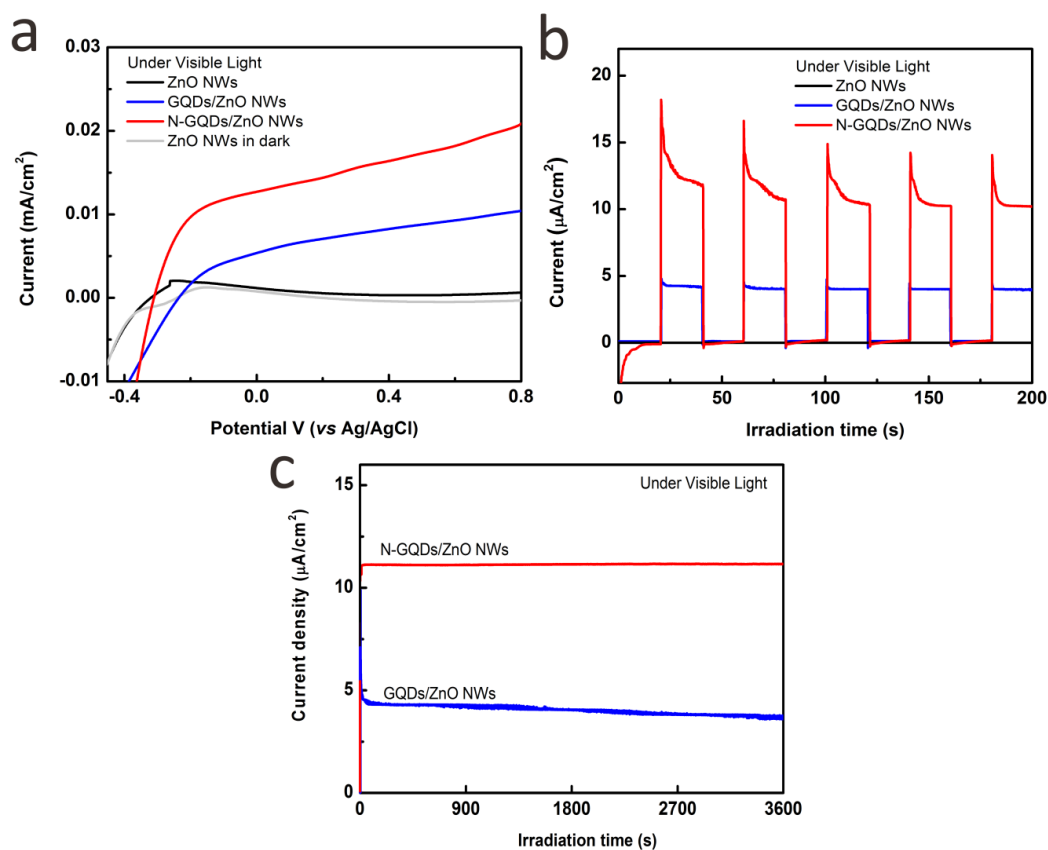 a
0.03
0.02
0.01
0.00
-0.01
Current (mA/cm²)
Under Visible Light
ZnO NWs
GQDs/ZnO NWs
N-GQDs/ZnO NWs
ZnO NWs in dark
-0.4
0.0
0.4
0.8
Potential V (vs Ag/AgCl)
b
20
15
10
5
0
Current (μA/cm²)
Under Visible Light
ZnO NWs
GQDs/ZnO NWs
N-GQDs/ZnO NWs
0
50
100
150
200
Irradiation time (s)
c
15
10
5
0
Current density (μA/cm²)
Under Visible Light
N-GQDs/ZnO NWs
GQDs/ZnO NWs
0
900
1800
2700
3600
Irradiation time (s)